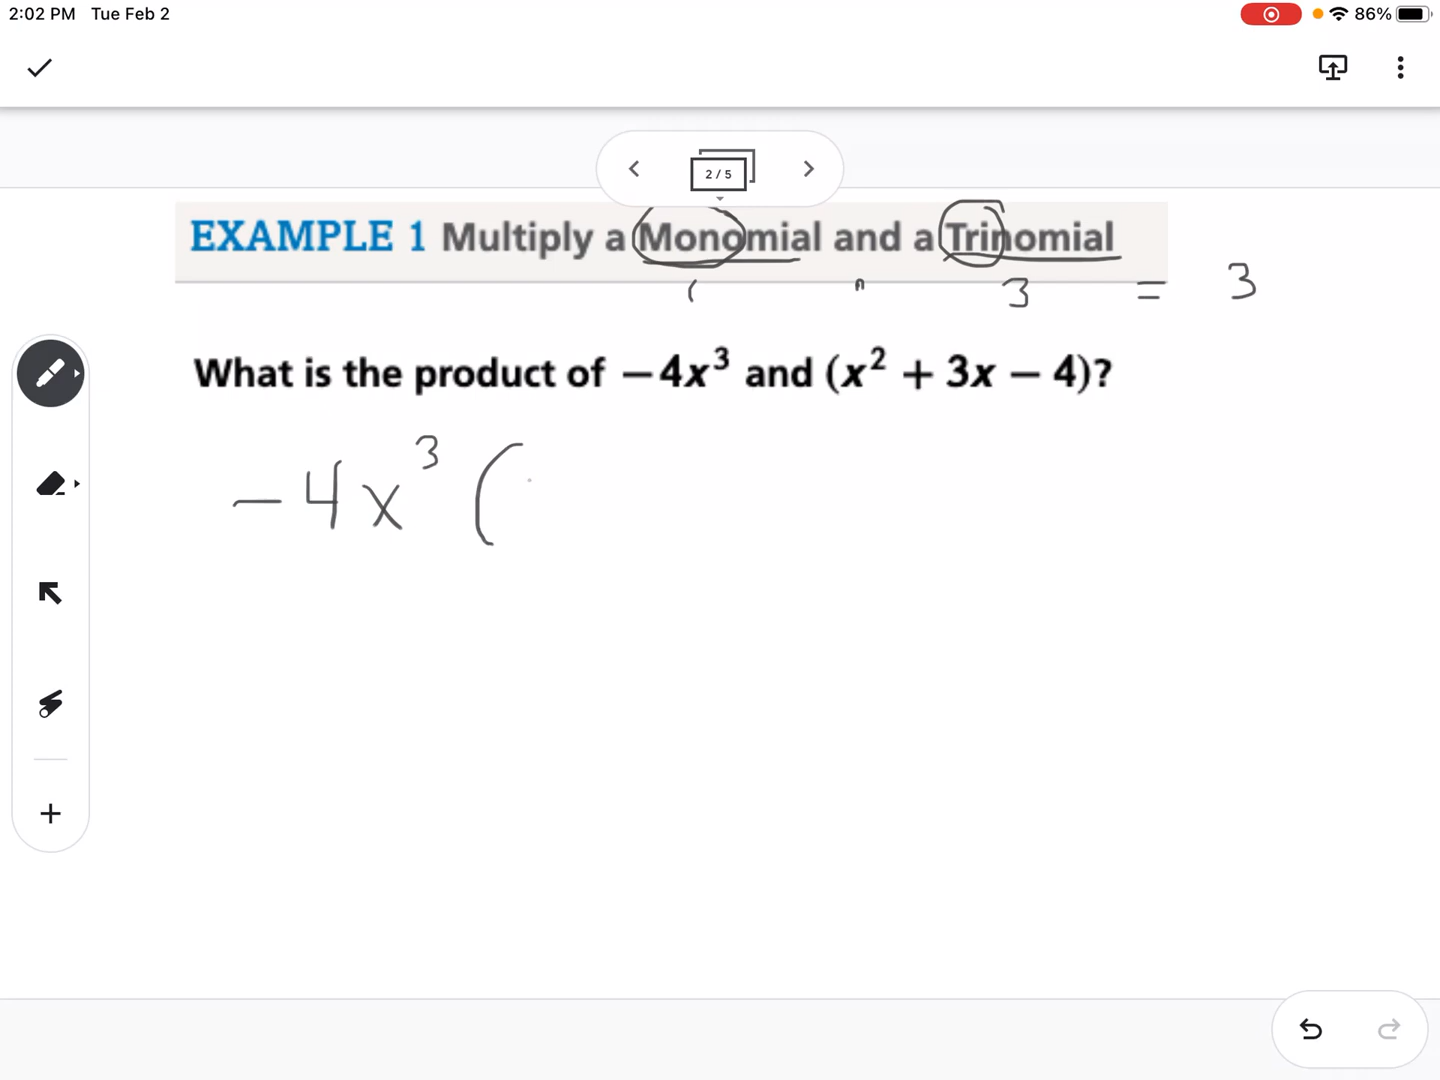 2:02 PM Tue Feb 2
86%
2 / 5
EXAMPLE 1 Multiply a Monomial and a Trinomial
3 = 3
What is the product of −4x³ and (x² + 3x − 4)?
−4x³ (